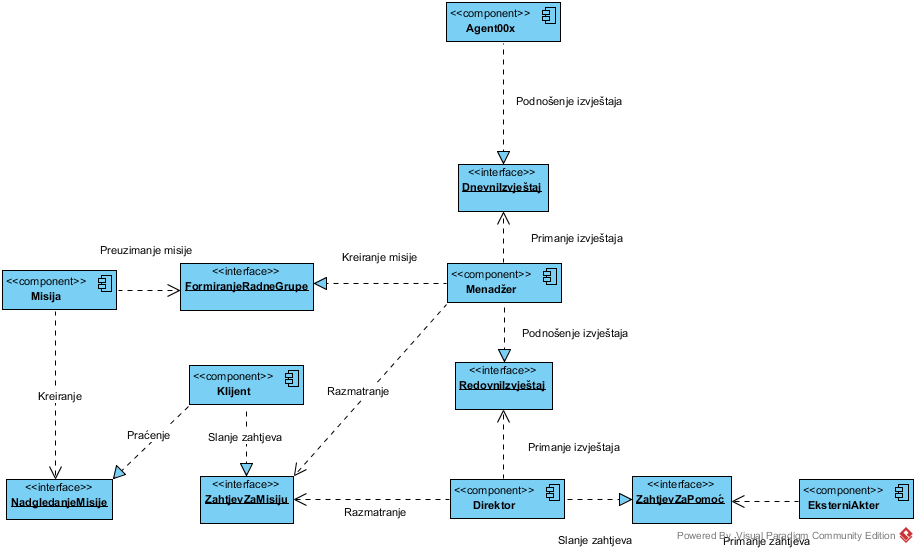 <<component>>
Agent00x
Podnošenje izvještaja
<<interface>>
DnevniIzvještaj
Primanje izvještaja
Preuzimanje misije
Kreiranje misije
<<component>>
Misija
<<interface>>
FormiranjeRadneGrupe
<<component>>
Menadžer
Podnošenje izvještaja
<<interface>>
RedovniIzvještaj
<<component>>
Klijent
Razmatranje
Kreiranje
Praćenje
Slanje zahtjeva
Primanje izvještaja
<<interface>>
NadgledanjeMisije
<<interface>>
ZahtjevZaMisiju
<<component>>
Direktor
<<interface>>
ZahtjevZaPomoć
<<component>>
EksterniAkter
Razmatranje
Slanje zahtjeva
Primanje zahtjeva
Powered By Visual Paradigm Community Edition